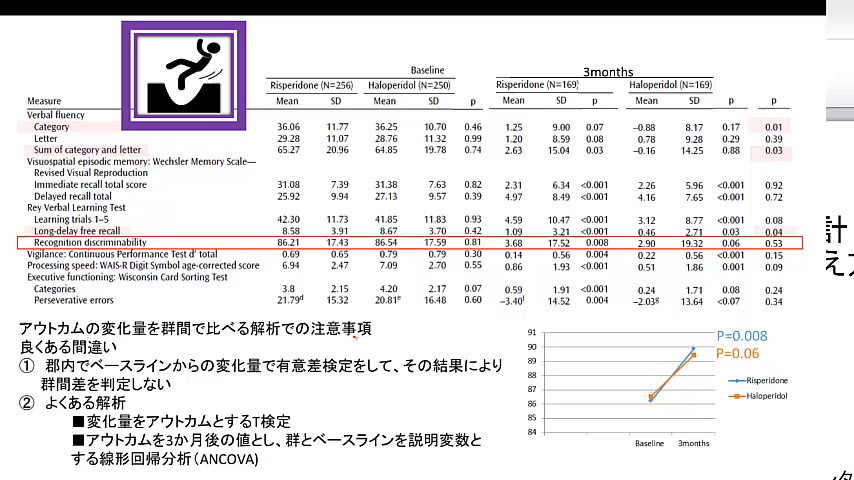 Baseline
3months
Risperidone (N=256) Haloperidol (N=250) Risperidone (N=169) Haloperidol (N=169)
Measure Mean SD Mean SD p Mean SD p Mean SD p p
Verbal fluency
Category 36.06 11.77 36.25 10.70 0.46 1.25 9.00 0.07 −0.88 8.17 0.17 0.01
Letter 29.28 11.07 28.76 11.32 0.99 1.20 8.59 0.08 0.78 9.28 0.29 0.39
Sum of category and letter 65.27 20.96 64.85 19.78 0.74 2.63 15.04 0.03 −0.16 14.25 0.88 0.03
Visuospatial episodic memory: Wechsler Memory Scale—
Revised Visual Reproduction
Immediate recall total score 31.08 7.39 31.38 7.63 0.82 2.31 6.34 <0.001 2.26 5.96 <0.001 0.92
Delayed recall total 25.92 9.94 27.13 9.57 0.39 4.97 8.49 <0.001 4.16 7.65 <0.001 0.72
Rey Verbal Learning Test
Learning trials 1–5 42.30 11.73 41.85 11.83 0.93 4.59 10.47 <0.001 3.12 8.77 <0.001 0.08
Long-delay free recall 8.58 3.91 8.67 3.70 0.42 1.09 3.21 <0.001 0.46 2.71 0.03 0.04
Recognition discriminability 86.21 17.43 86.54 17.59 0.81 3.68 17.52 0.008 2.90 19.32 0.06 0.53
Vigilance: Continuous Performance Test d' total 0.69 0.65 0.79 0.79 0.30 0.14 0.56 0.004 0.22 0.56 <0.001 0.15
Processing speed: WAIS-R Digit Symbol age-corrected score 6.94 2.47 7.09 2.70 0.55 0.86 1.93 <0.001 0.51 1.86 0.001 0.09
Executive functioning: Wisconsin Card Sorting Test
Categories 3.8 2.15 4.20 2.17 0.07 0.59 1.91 <0.001 0.24 1.71 0.08 0.24
Perseverative errors 21.79d 15.32 20.81e 16.48 0.60 −3.40f 14.52 0.004 −2.03g 13.64 <0.07 0.34
アウトカムの変化量を群間で比べる解析での注意事項
良くある間違い
① 郡内でベースラインからの変化量で有意差検定をして、その結果により
群間差を判定しない
② よくある解析
■変化量をアウトカムとするT検定
■アウトカムを3か月後の値とし、群とベースラインを説明変数と
する線形回帰分析（ANCOVA)
91
90
89
88
87
86
85
84
Baseline 3months
P=0.008
P=0.06
Risperidone
Haloperidol
計